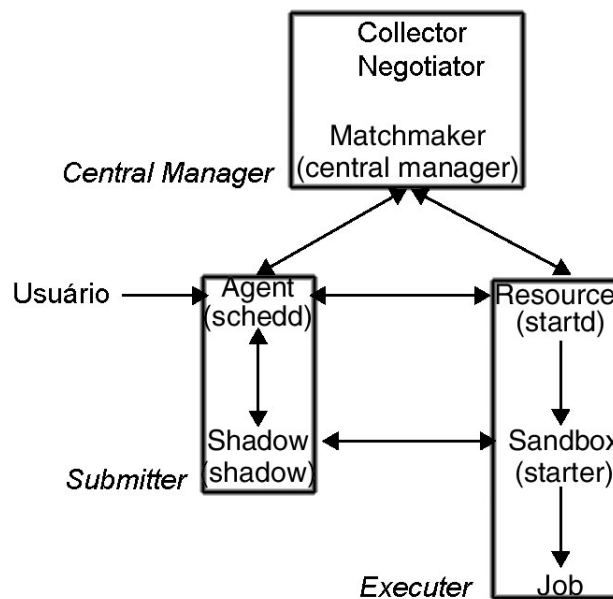 Collector
Negotiator
Matchmaker
(central manager)
Central Manager
Usuário
Agent
(schedd)
Resource
(startd)
Shadow
(shadow)
Submitter
Sandbox
(starter)
Executer
Job